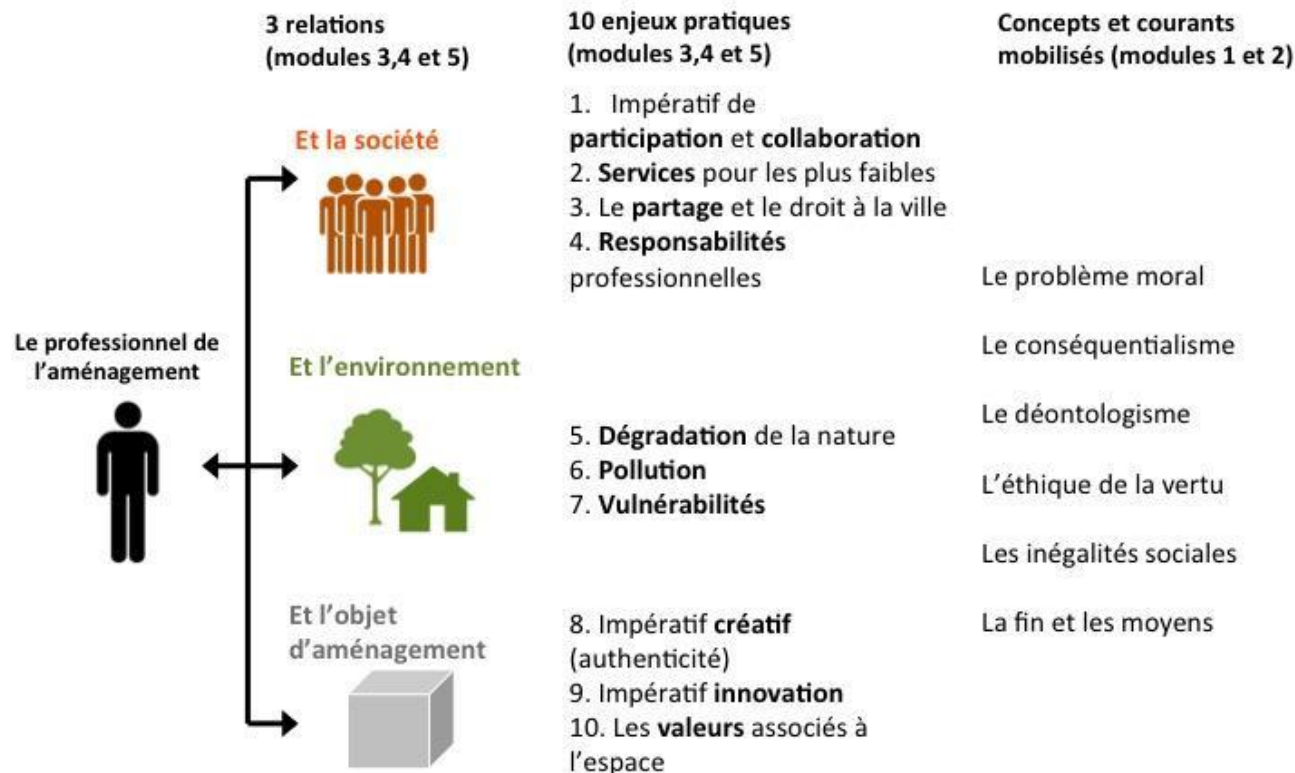 3 relations
(modules 3,4 et 5)
10 enjeux pratiques
(modules 3,4 et 5)
Concepts et courants
mobilisés (modules 1 et 2)
Le professionnel de
l'aménagement
Et la société
1. Impératif de
participation et collaboration
2. Services pour les plus faibles
3. Le partage et le droit à la ville
4. Responsabilités
professionnelles
Et l'environnement
5. Dégradation de la nature
6. Pollution
7. Vulnérabilités
Et l'objet
d'aménagement
8. Impératif créatif
(authenticité)
9. Impératif innovation
10. Les valeurs associés à
l'espace
Le problème moral
Le conséquentialisme
Le déontologisme
L'éthique de la vertu
Les inégalités sociales
La fin et les moyens